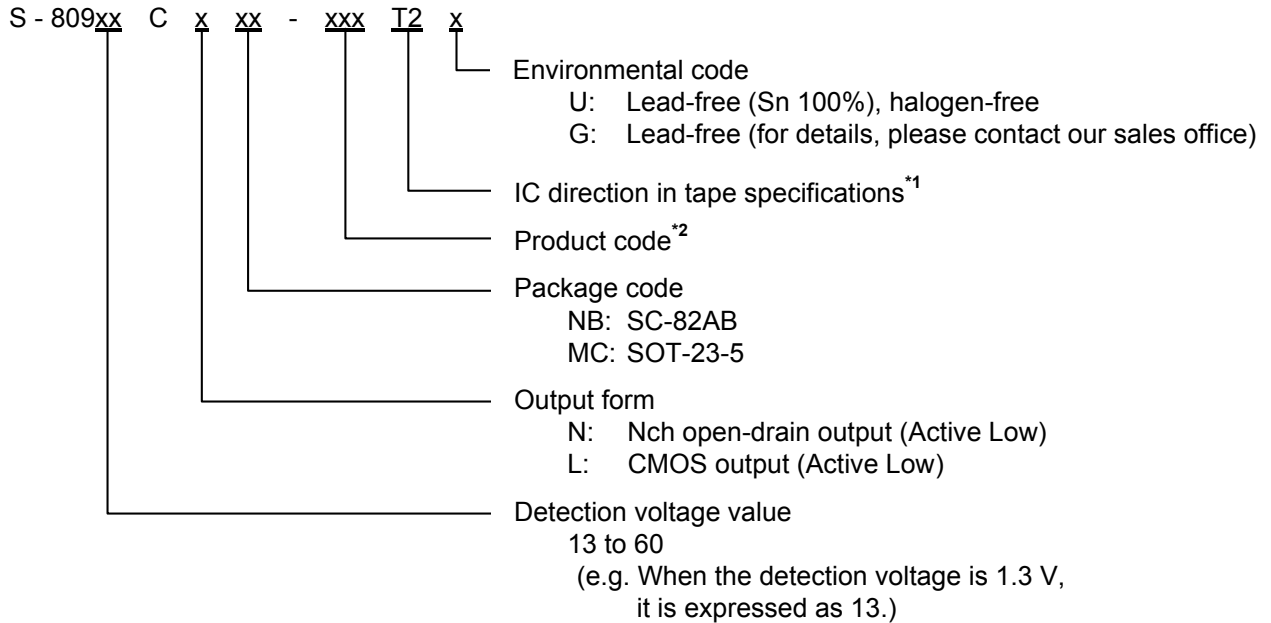 S - 809xx C x xx - xxx T2 x
Environmental code
U: Lead-free (Sn 100%), halogen-free
G: Lead-free (for details, please contact our sales office)
IC direction in tape specifications*1
Product code*2
Package code
NB: SC-82AB
MC: SOT-23-5
Output form
N: Nch open-drain output (Active Low)
L: CMOS output (Active Low)
Detection voltage value
13 to 60
(e.g. When the detection voltage is 1.3 V,
it is expressed as 13.)